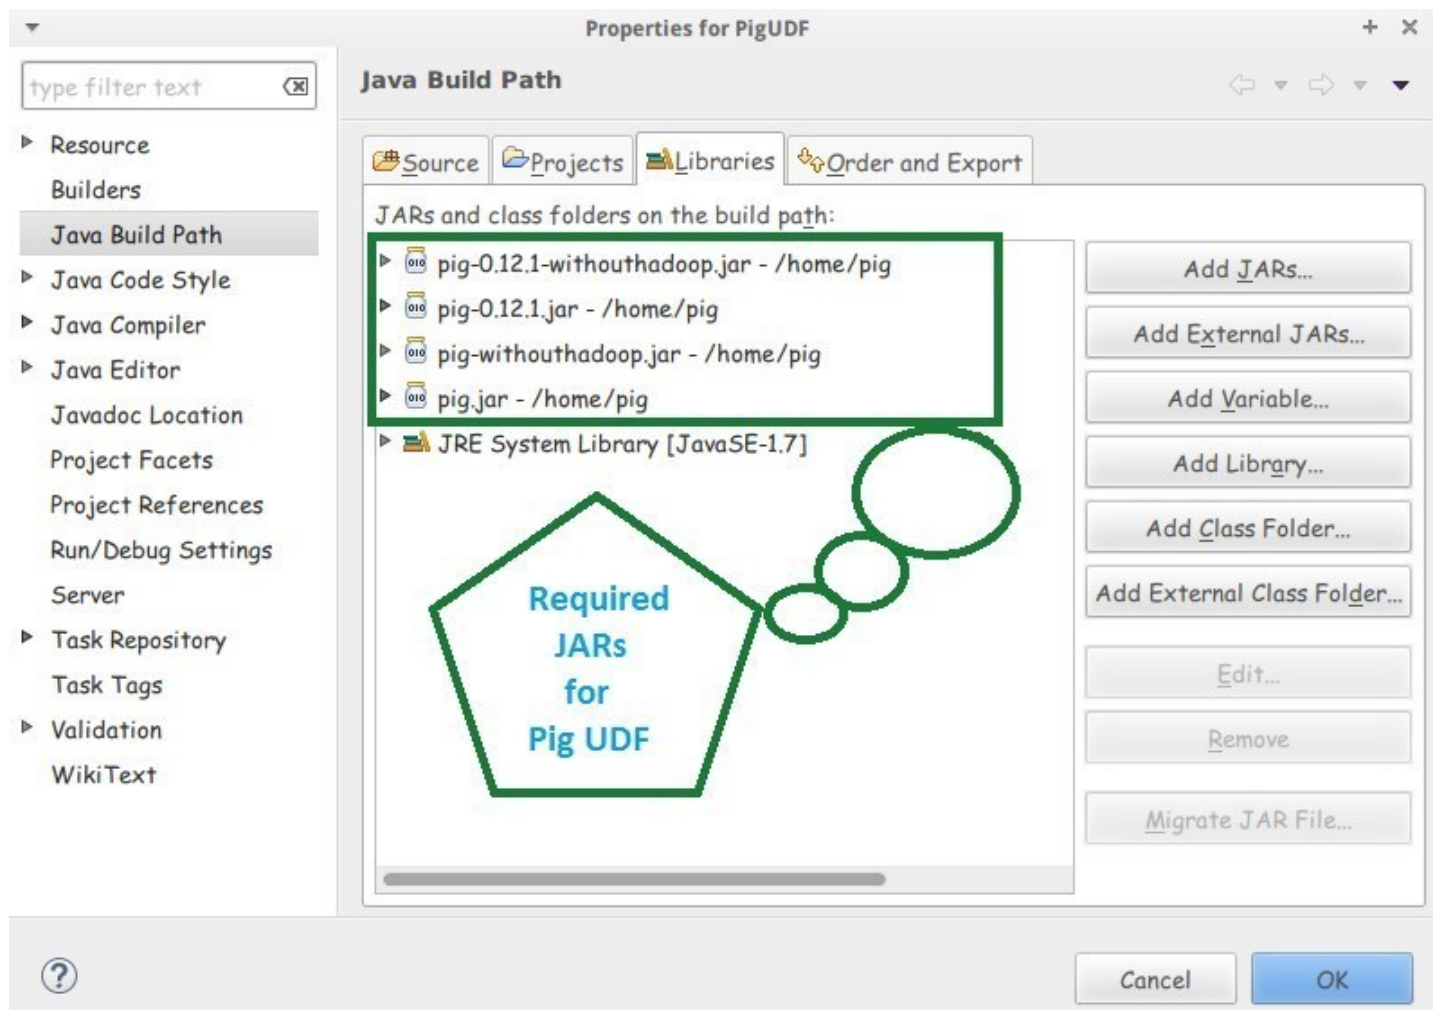 Properties for PigUDF
type filter text
Java Build Path
Resource
Builders
Java Build Path
Java Code Style
Java Compiler
Java Editor
Javadoc Location
Project Facets
Project References
Run/Debug Settings
Server
Task Repository
Task Tags
Validation
WikiText
Source
Projects
Libraries
Order and Export
JARs and class folders on the build path:
pig-0.12.1-withouthadoop.jar - /home/pig
pig-0.12.1.jar - /home/pig
pig-withouthadoop.jar - /home/pig
pig.jar - /home/pig
JRE System Library [JavaSE-1.7]
Required
JARs
for
Pig UDF
Add JARs...
Add External JARs...
Add Variable...
Add Library...
Add Class Folder...
Add External Class Folder...
Edit...
Remove
Migrate JAR File...
Cancel
OK